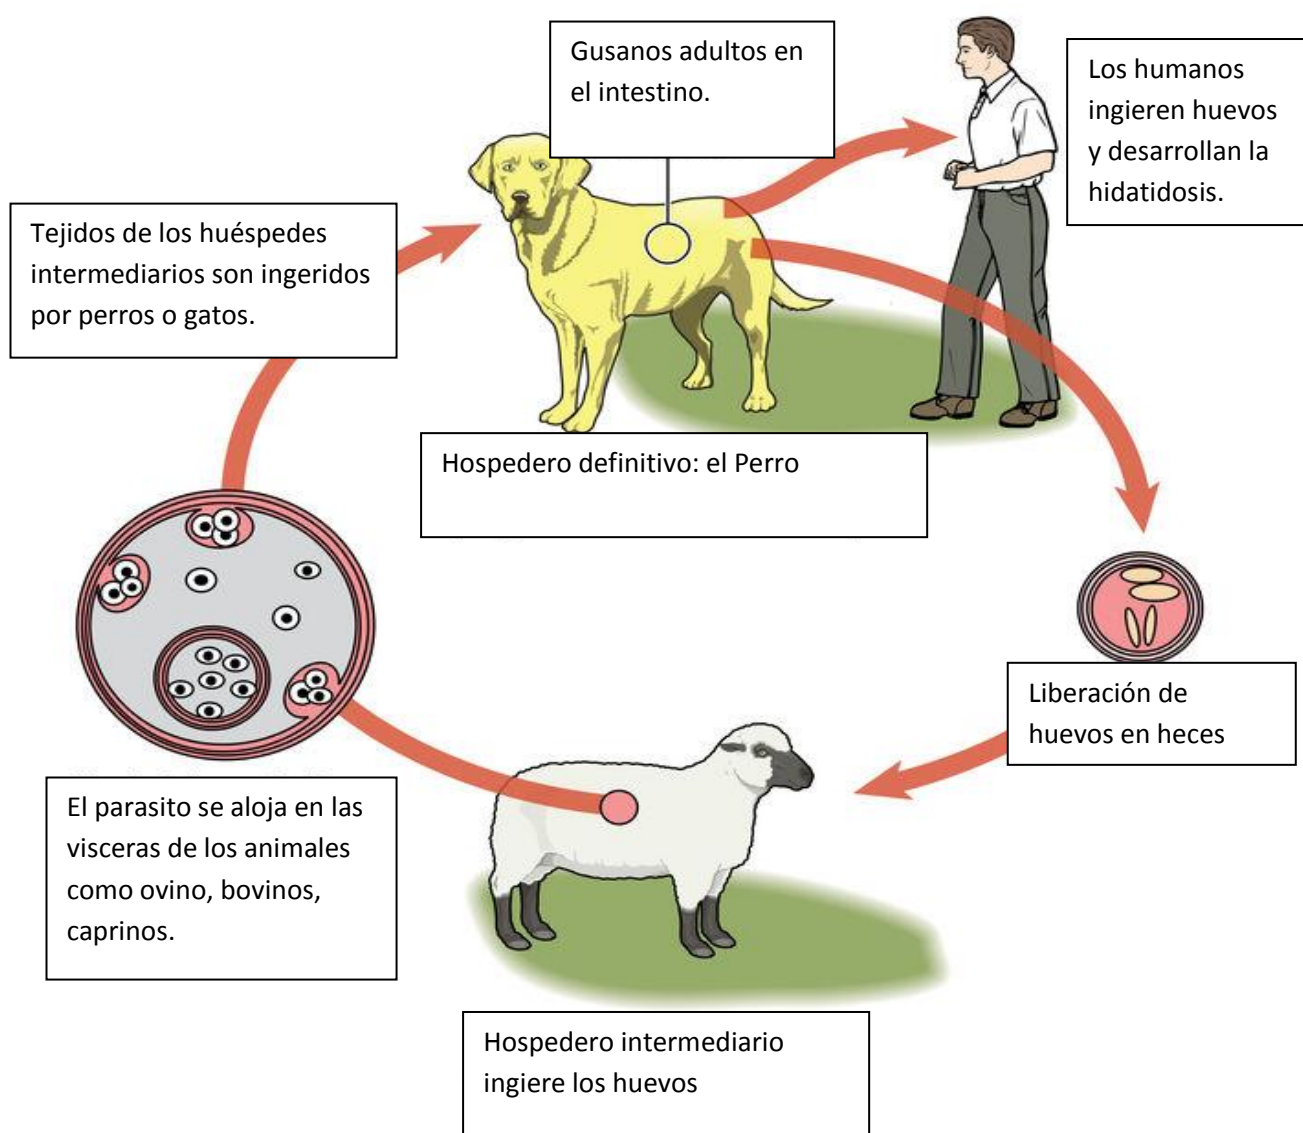 Gusanos adultos en
el intestino.
Los humanos
ingieren huevos
y desarrollan la
hidatidosis.
Tejidos de los huéspedes
intermediarios son ingeridos
por perros o gatos.
Hospedero definitivo: el Perro
Liberación de
huevos en heces
El parasito se aloja en las
visceras de los animales
como ovino, bovinos,
caprinos.
Hospedero intermediario
ingiere los huevos